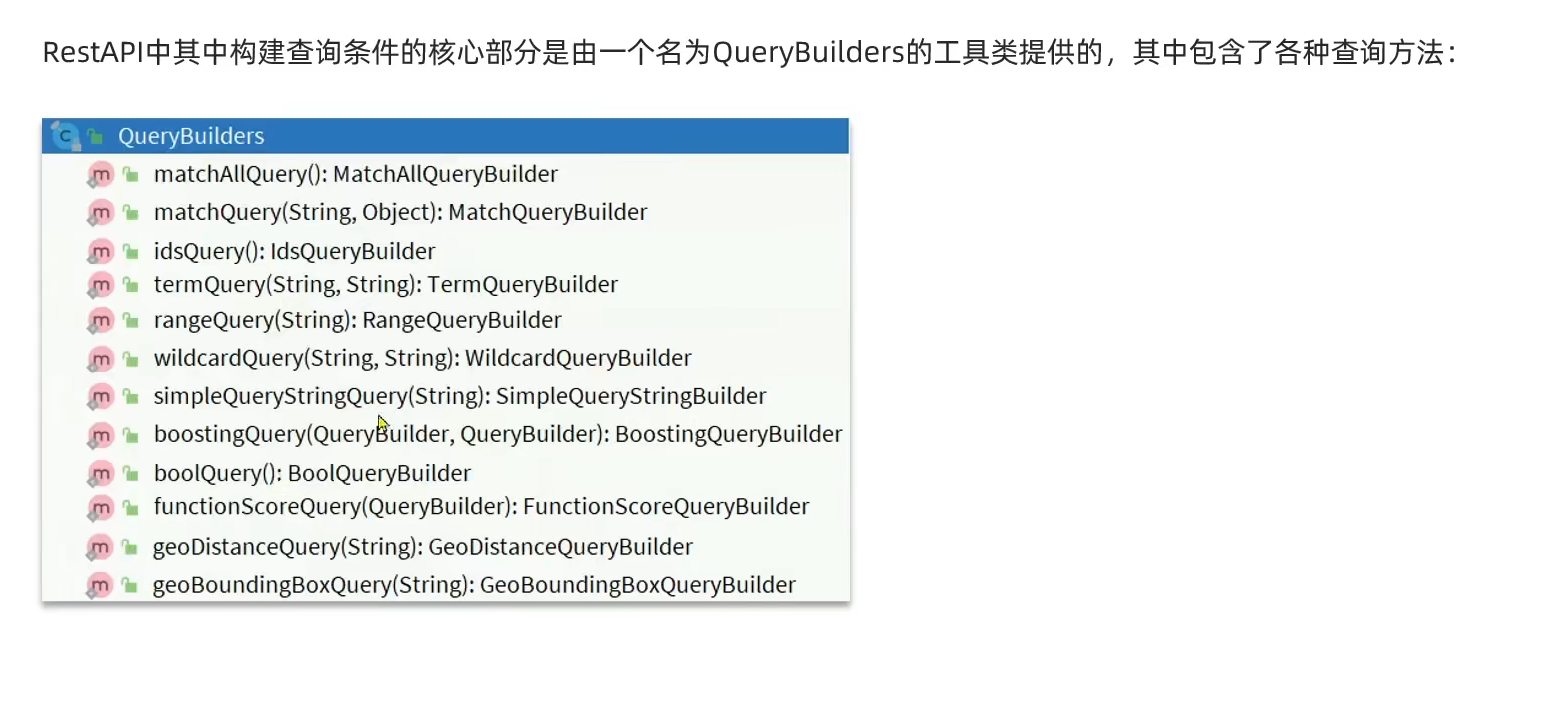 RestAPI中其中构建查询条件的核心部分是由一个名为QueryBuilders的工具类提供的，其中包含了各种查询方法：
QueryBuilders
matchAllQuery(): MatchAllQueryBuilder
matchQuery(String, Object): MatchQueryBuilder
idsQuery(): IdsQueryBuilder
termQuery(String, String): TermQueryBuilder
rangeQuery(String): RangeQueryBuilder
wildcardQuery(String, String): WildcardQueryBuilder
simpleQueryStringQuery(String): SimpleQueryStringBuilder
boostingQuery(QueryBuilder, QueryBuilder): BoostingQueryBuilder
boolQuery(): BoolQueryBuilder
functionScoreQuery(QueryBuilder): FunctionScoreQueryBuilder
geoDistanceQuery(String): GeoDistanceQueryBuilder
geoBoundingBoxQuery(String): GeoBoundingBoxQueryBuilder